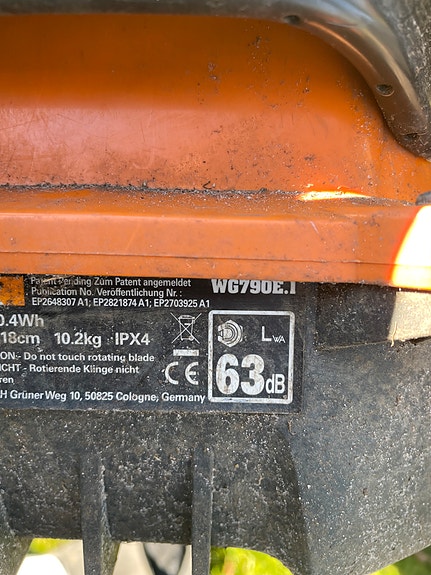 Patent Pending Zum Patent angemeldet
Publication No. Veröffentlichung Nr.:
EP2648307 A1; EP2821874 A1; EP2703925 A1
WG790E.1
0.4Wh
18cm 10.2kg IPX4
ON:- Do not touch rotating blade
ICHT - Rotierende Klinge nicht
ren
H Grüner Weg 10, 50825 Cologne, Germany
CE
LWA
63dB